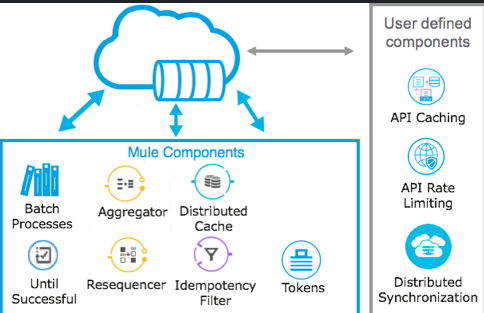 User defined
components
API Caching
API Rate
Limiting
Distributed
Synchronization
Mule Components
Batch
Processes
Aggregator
Distributed
Cache
Until
Successful
Resequencer
Idempotency
Filter
Tokens